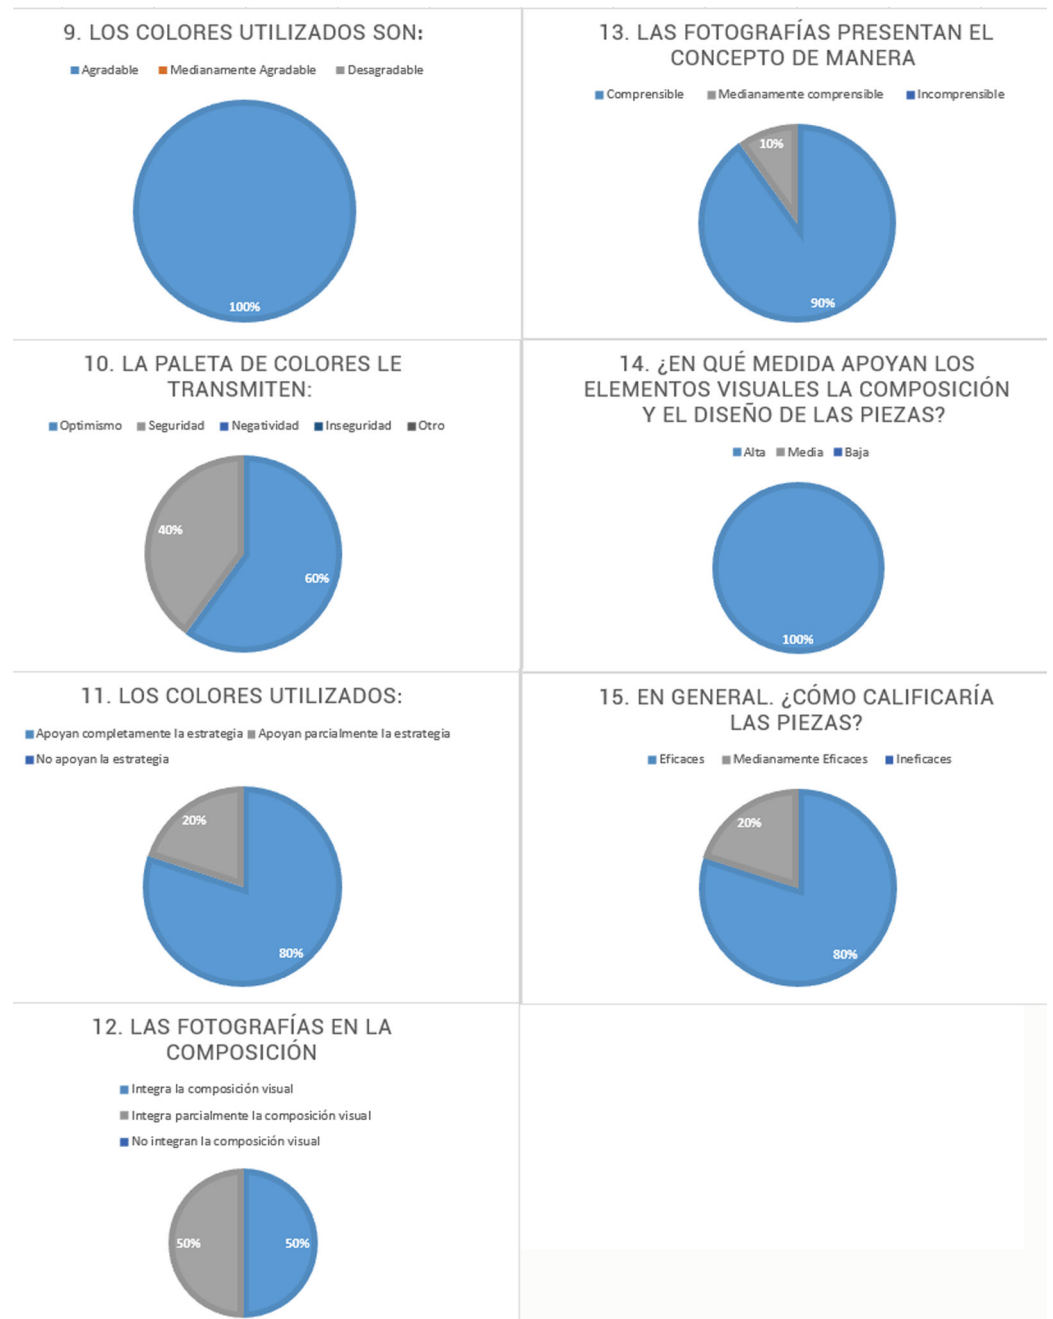 9. LOS COLORES UTILIZADOS SON:
Agradable Medianamente Agradable Desagradable
100%
10. LA PALETA DE COLORES LE
TRANSMITEN:
Optimismo Seguridad Negatividad Inseguridad Otro
40%
60%
11. LOS COLORES UTILIZADOS:
Apoyan completamente la estrategia Apoyan parcialmente la estrategia
No apoyan la estrategia
20%
80%
12. LAS FOTOGRAFÍAS EN LA
COMPOSICIÓN
Integra la composición visual
Integra parcialmente la composición visual
No integran la composición visual
50% 50%
13. LAS FOTOGRAFÍAS PRESENTAN EL
CONCEPTO DE MANERA
Comprensible Medianamente comprensible Incomprensible
10%
90%
14. ¿EN QUÉ MEDIDA APOYAN LOS
ELEMENTOS VISUALES LA COMPOSICIÓN
Y EL DISEÑO DE LAS PIEZAS?
Alta Media Baja
100%
15. EN GENERAL. ¿CÓMO CALIFICARÍA
LAS PIEZAS?
Eficaces Medianamente Eficaces Ineficaces
20%
80%